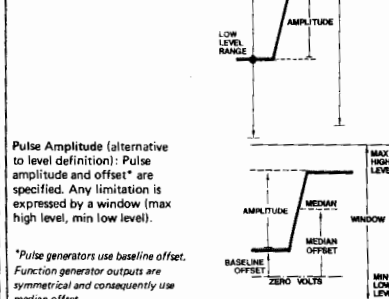 AMPLITUDE
LOW
LEVEL
RANGE
Pulse Amplitude (alternative
to level definition): Pulse
amplitude and offset* are
specified. Any limitation is
expressed by a window (max
high level, min low level).
*Pulse generators use baseline offset.
Function generator outputs are
symmetrical and consequently use
median offset.
MAX
HIGH
LEVEL
AMPLITUDE
MEDIAN
WINDOW
MEDIAN
OFFSET
BASELINE
OFFSET
ZERO VOLTS
MIN
LOW
LEVEL